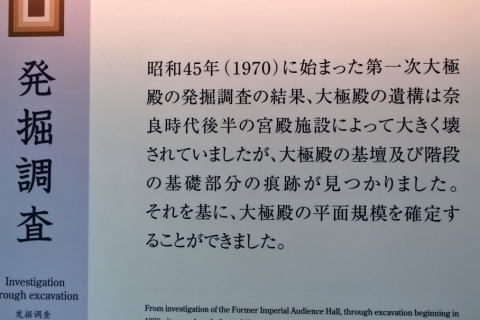 発掘調査
Investigation
rough excavation
发掘调查
昭和45年(1970)に始まった第一次大極
殿の発掘調査の結果、大極殿の遺構は奈
良時代後半の宮殿施設によって大きく壊
されていましたが、大極殿の基壇及び階段
の基礎部分の痕跡が見つかりました。
それを基に、大極殿の平面規模を確定す
ることができました。
From investigation of the Former Imperial Audience Hall, through excavation beginning in